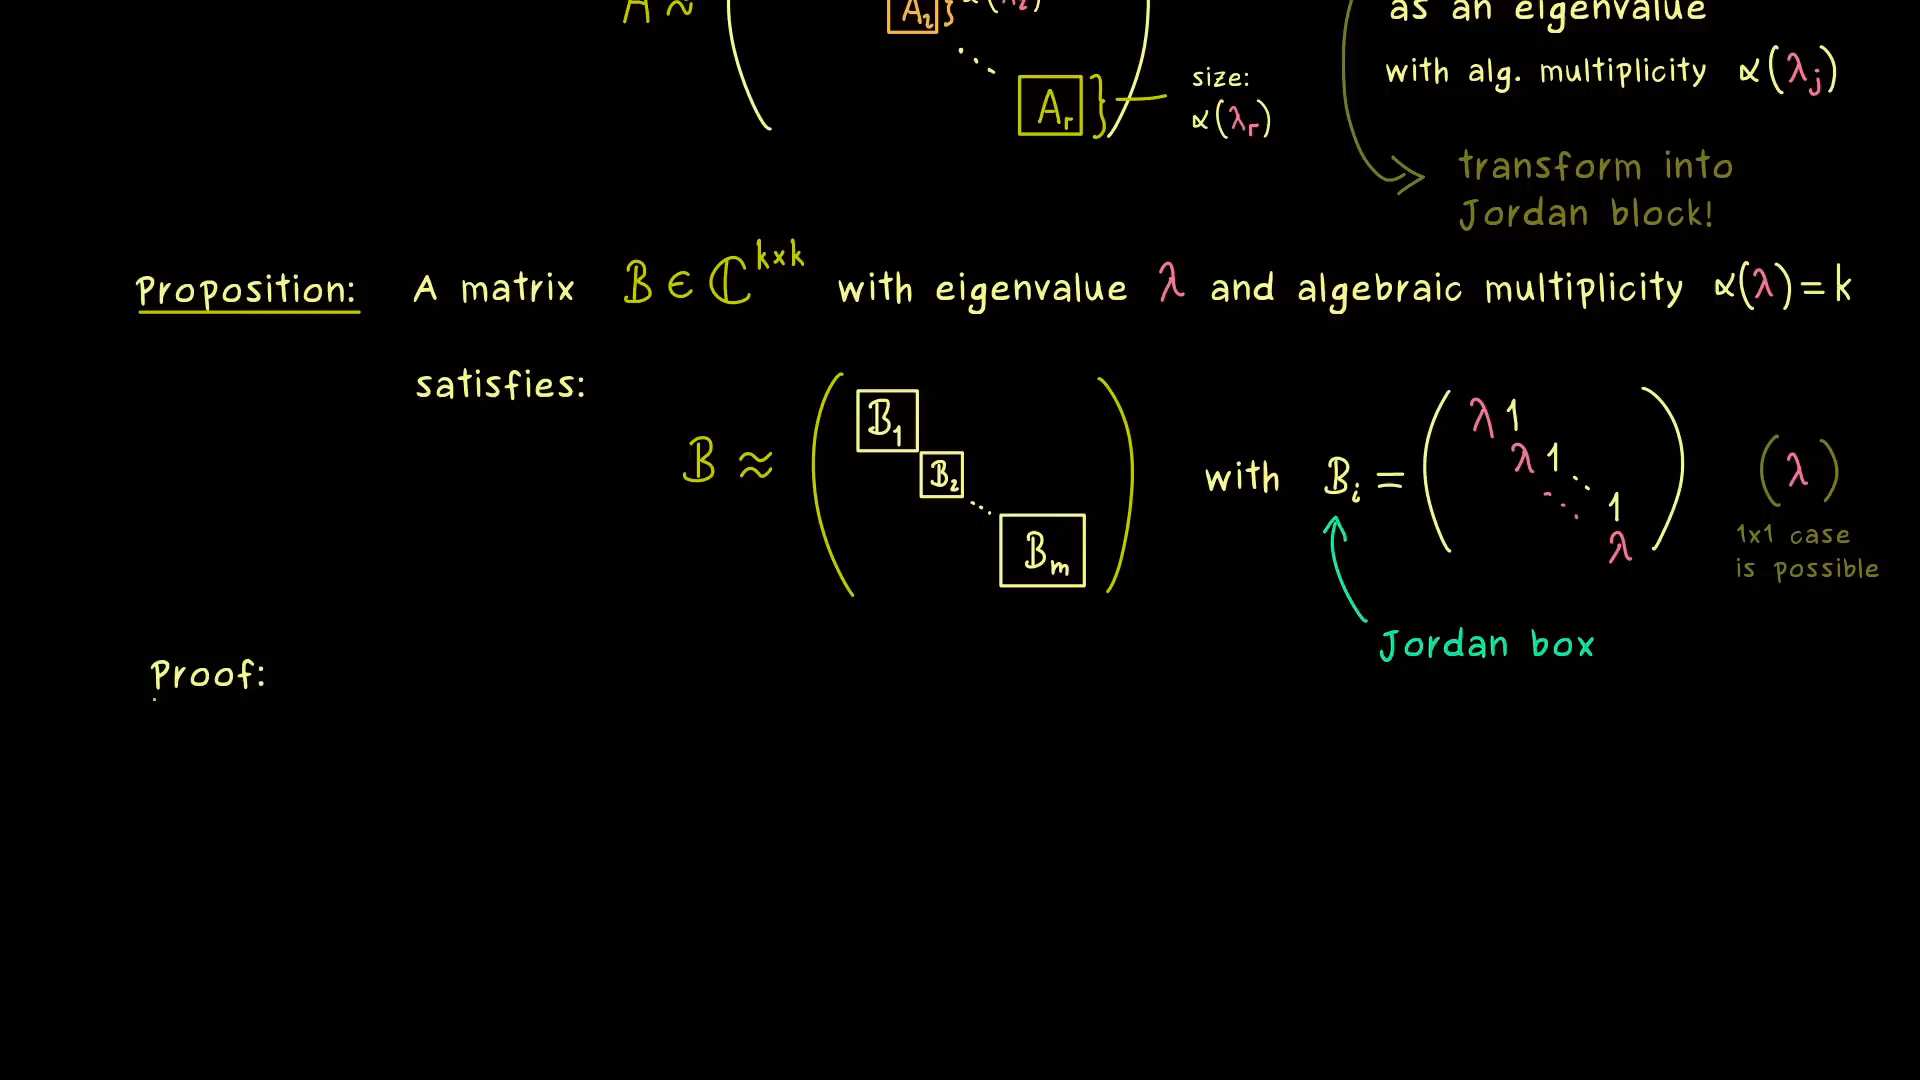 A ≈
A₂} α(λ₂)
as an eigenvalue
with alg. multiplicity α(λⱼ)
Aᵣ} size:
α(λᵣ)
transform into
Jordan block!
Proposition: A matrix B ∈ ℂᵏˣᵏ with eigenvalue λ and algebraic multiplicity α(λ) = k
satisfies:
B ≈ ( B₁ B₂ ⋱ Bₘ ) with Bᵢ = ( λ 1 λ 1 ⋱ ⋱ 1 λ ) (λ)
1x1 case
is possible
Jordan box
Proof: